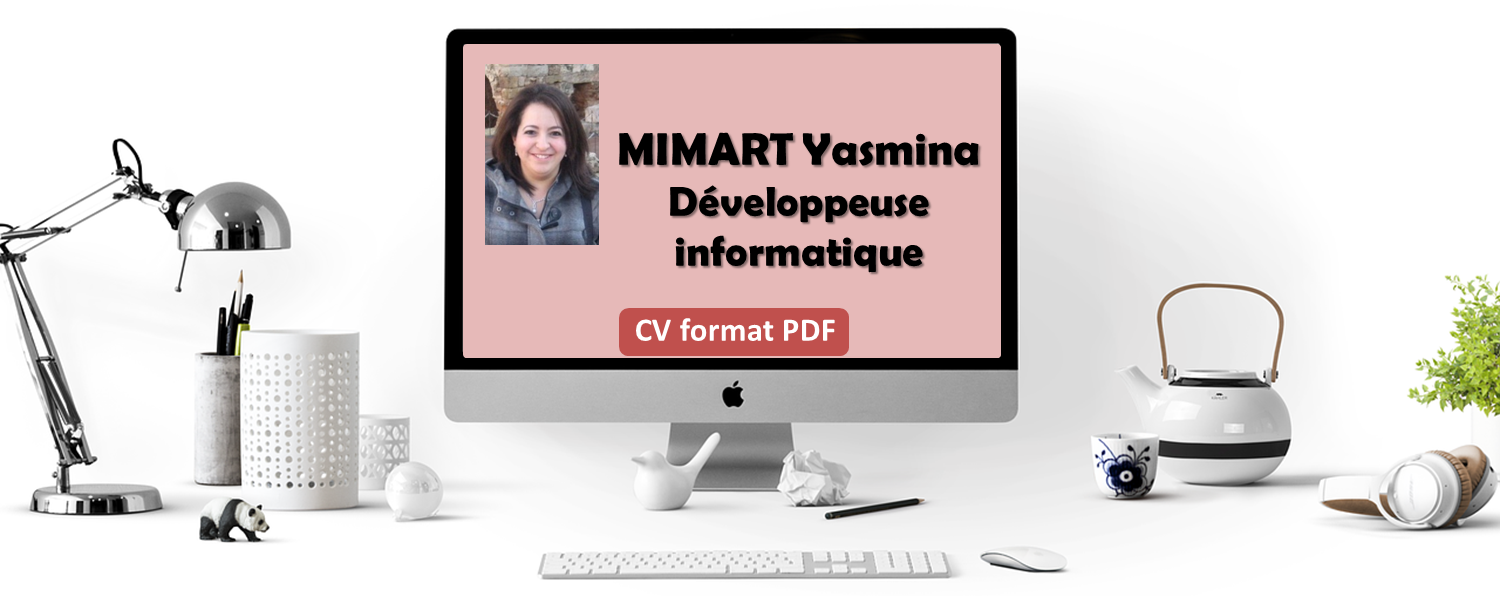 MIMART Yasmina
Développeuse
informatique
CV format PDF